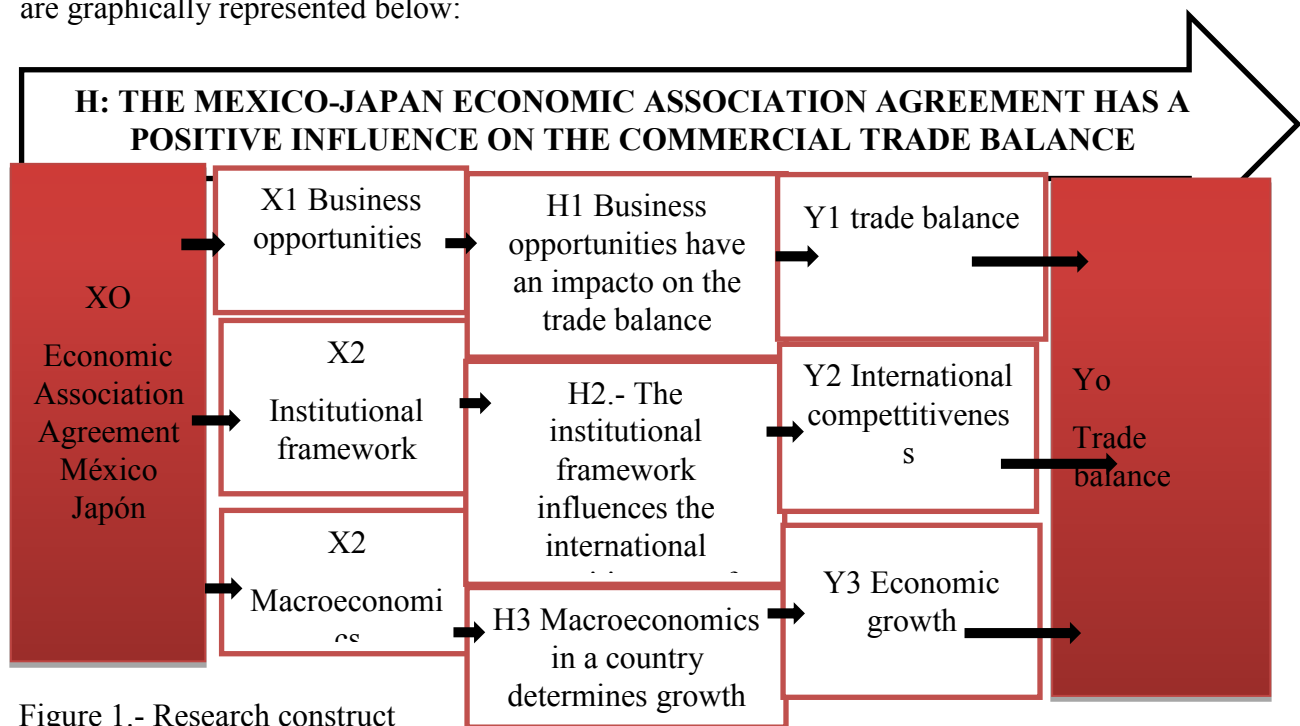 are graphically represented below:
H: THE MEXICO-JAPAN ECONOMIC ASSOCIATION AGREEMENT HAS A
POSITIVE INFLUENCE ON THE COMMERCIAL TRADE BALANCE
XO
Economic
Association
Agreement
México
Japón
X1 Business
opportunities
X2
Institutional
framework
X2
Macroeconomi
cs
H1 Business
opportunities have
an impacto on the
trade balance
H2.- The
institutional
framework
influences the
international
H3 Macroeconomics
in a country
determines growth
Y1 trade balance
Y2 International
compettitivenes
s
Y3 Economic
growth
Yo
Trade
balance
Figure 1.- Research construct